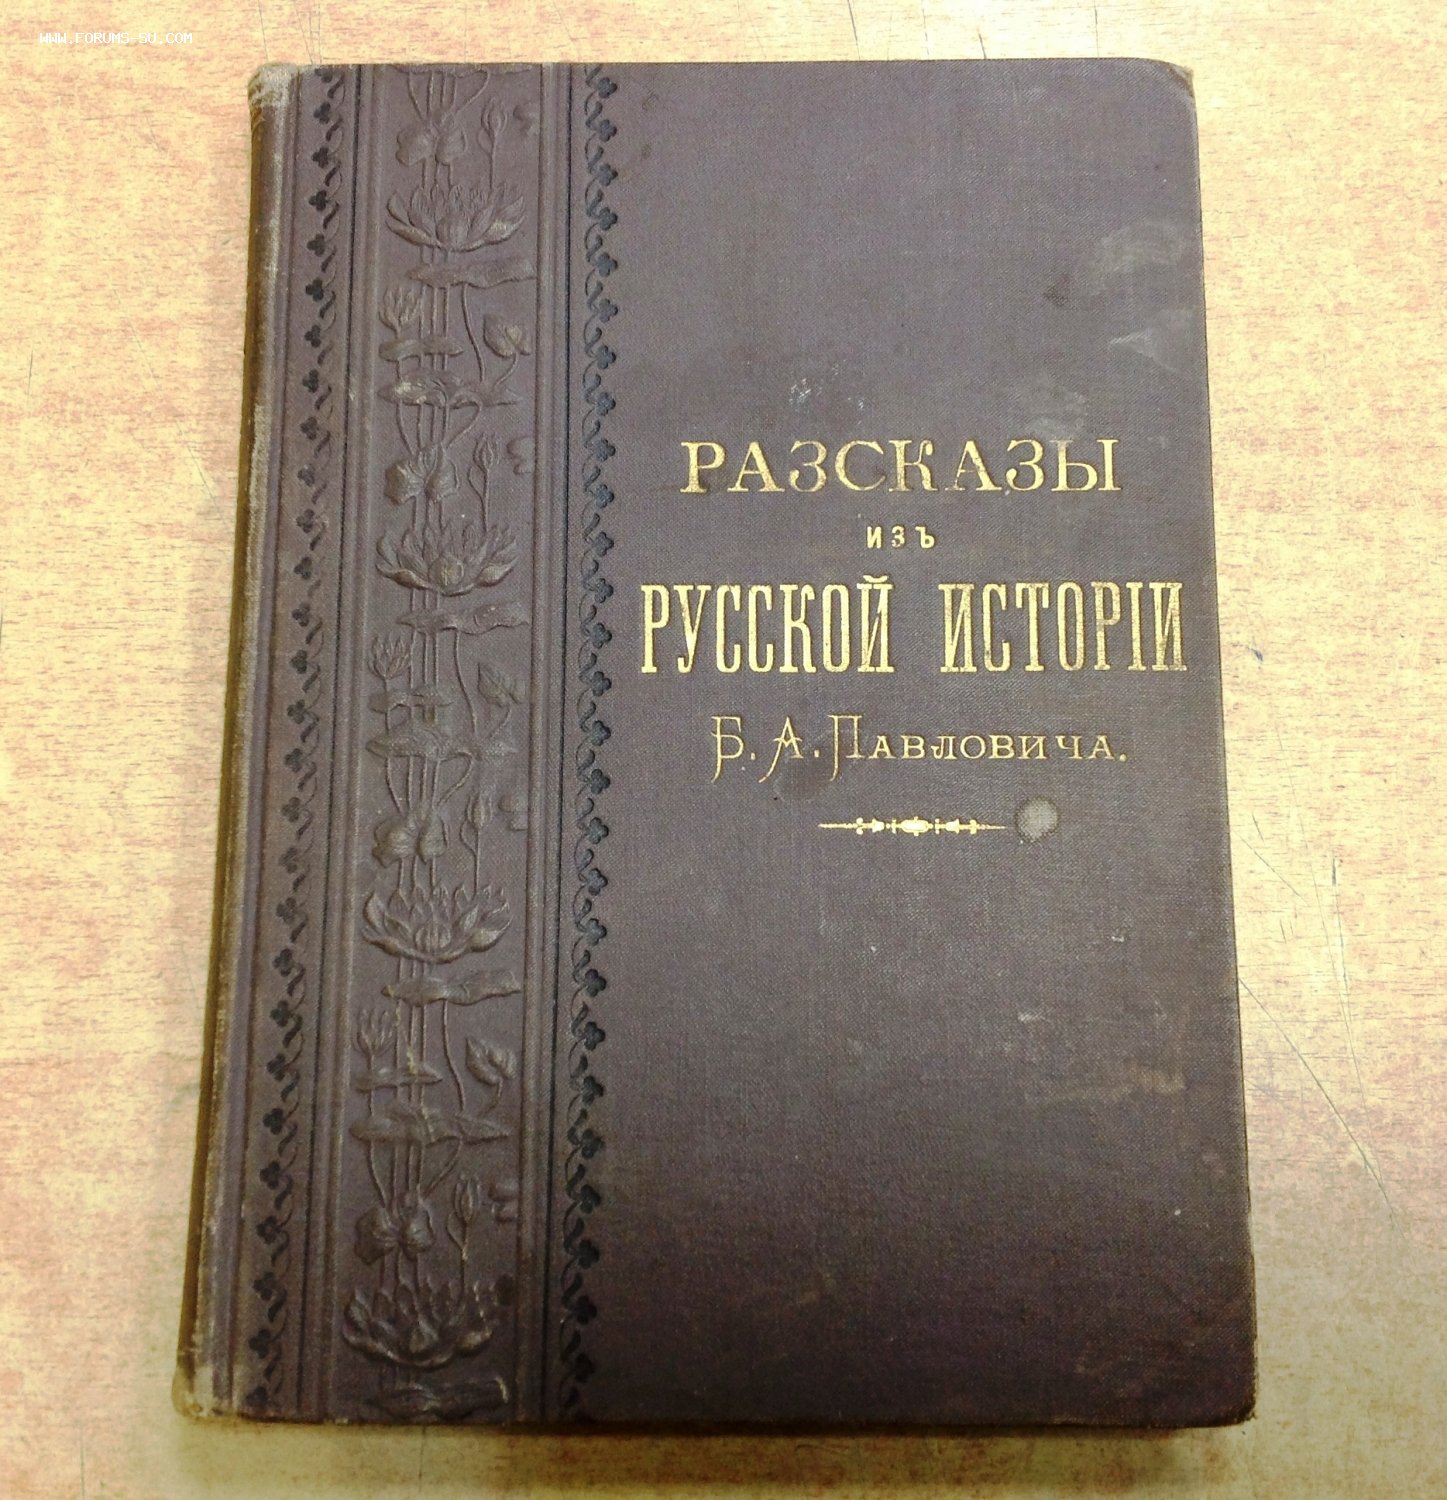 WWW.FORUMS-SU.COM
РАЗСКАЗЫ
ИЗЪ
РУССКОЙ ИСТОРІИ
Б. А. ПАВЛОВИЧА.